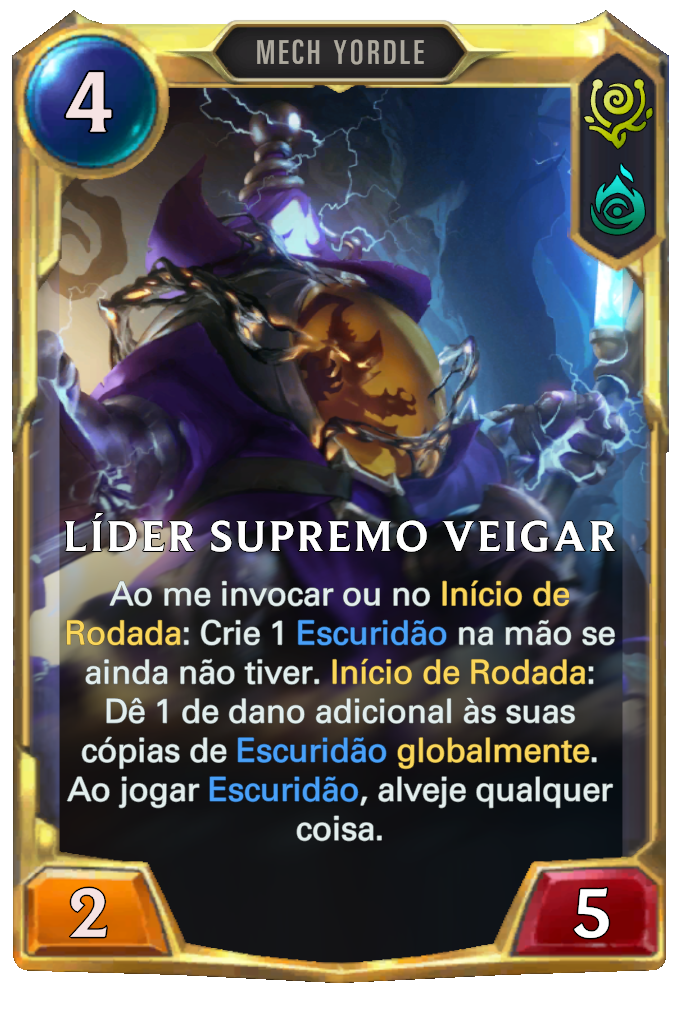 MECH YORDLE
4
LÍDER SUPREMO VEIGAR
Ao me invocar ou no Início de
Rodada: Crie 1 Escuridão na mão se
ainda não tiver. Início de Rodada:
Dê 1 de dano adicional às suas
cópias de Escuridão globalmente.
Ao jogar Escuridão, alveje qualquer
coisa.
2
5